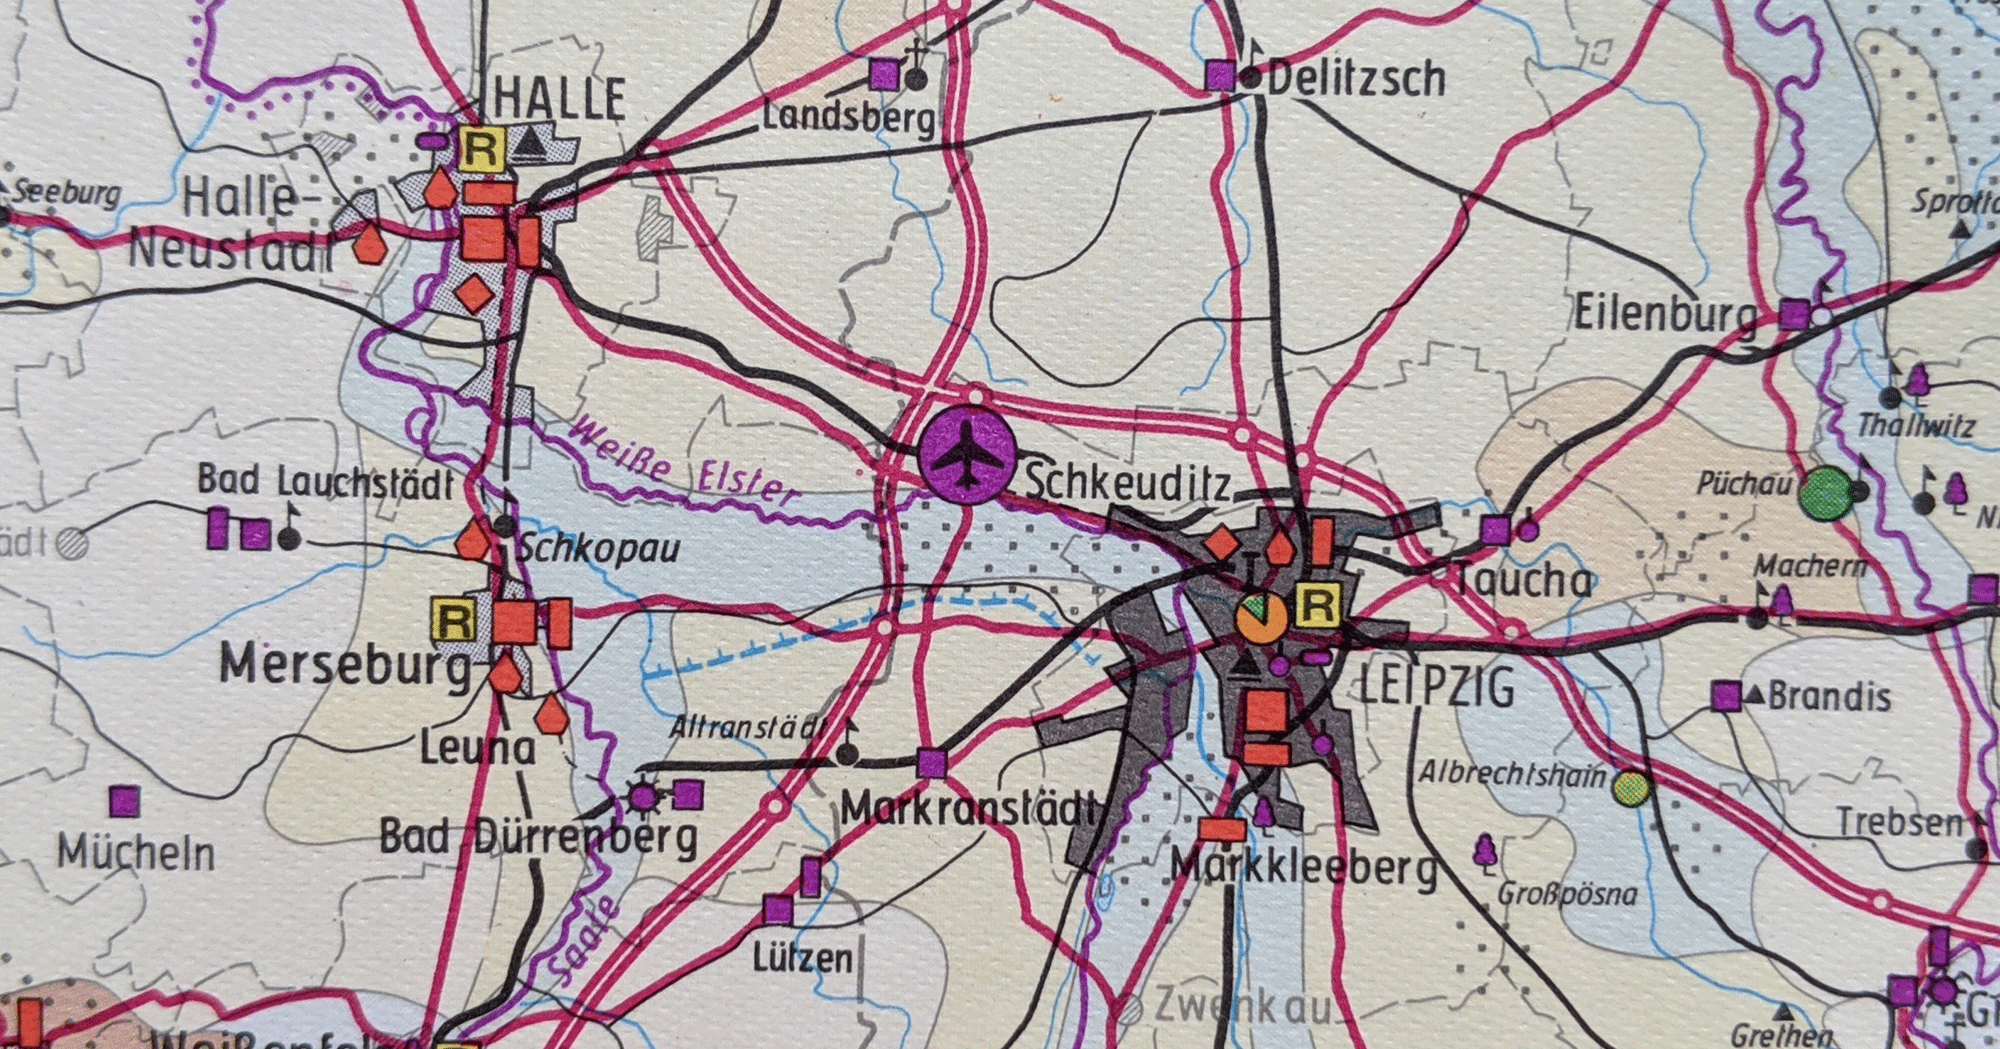 HALLE
Delitzsch
Landsberg
Seeburg
Halle-
Neustadt
R
Eilenburg
Weiße Elster
Thallwitz
Bad Lauchstädt
Schkeuditz
Püchau
ädt
Schkopau
Machern
Taucha
R
R
Merseburg
LEIPZIG
Brandis
Altranstädt
Leuna
Albrechtshain
Markranstädt
Trebsen
Bad Dürrenberg
Mücheln
Markkleeberg
Großpösna
Saale
Lützen
Zwenkau
Grethen